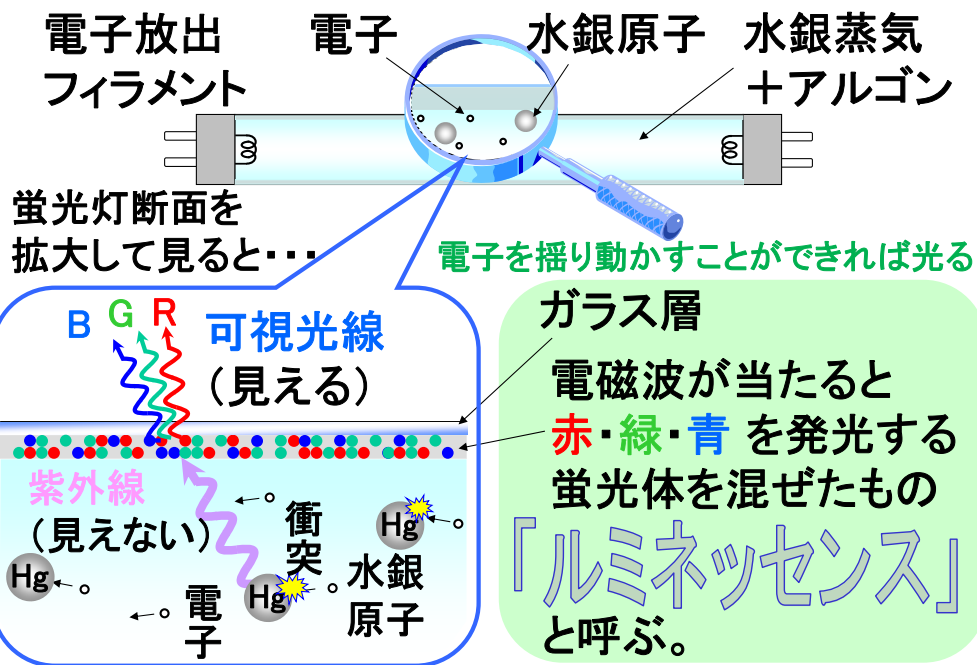 電子放出
フィラメント
電子
水銀原子
水銀蒸気
＋アルゴン
蛍光灯断面を
拡大して見ると・・・
電子を揺り動かすことができれば光る
B G R
可視光線
（見える）
紫外線
（見えない）
Hg
電子
Hg
衝突
Hg
水銀
原子
ガラス層
電磁波が当たると
赤・緑・青 を発光する
蛍光体を混ぜたもの
「ルミネッセンス」
と呼ぶ。